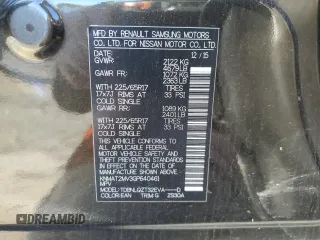 MFD BY RENAULT SAMSUNG MOTORS
CO. LTD. FOR NISSAN MOTOR CO. LTD.
DATE: 12/15
GVWR: 2122 KG
4679 LB
GAWR FR: 1072 KG
2363 LB
WITH 225/65R17 TIRES
17x7J RIMS AT 33 PSI
COLD SINGLE
GAWR RR: 1089 KG
2401 LB
WITH 225/65R17 TIRES
17x7J RIMS AT 33 PSI
COLD SINGLE
THIS VEHICLE CONFORMS TO ALL
APPLICABLE FEDERAL MOTOR
VEHICLE SAFETY STANDARDS
IN EFFECT ON THE DATE OF
MANUFACTURE SHOWN ABOVE.
KNMAT2MV3GP640461
MPV
COLOR: EAN TRIM: G
© DREAMBID
DREAMBID.COM